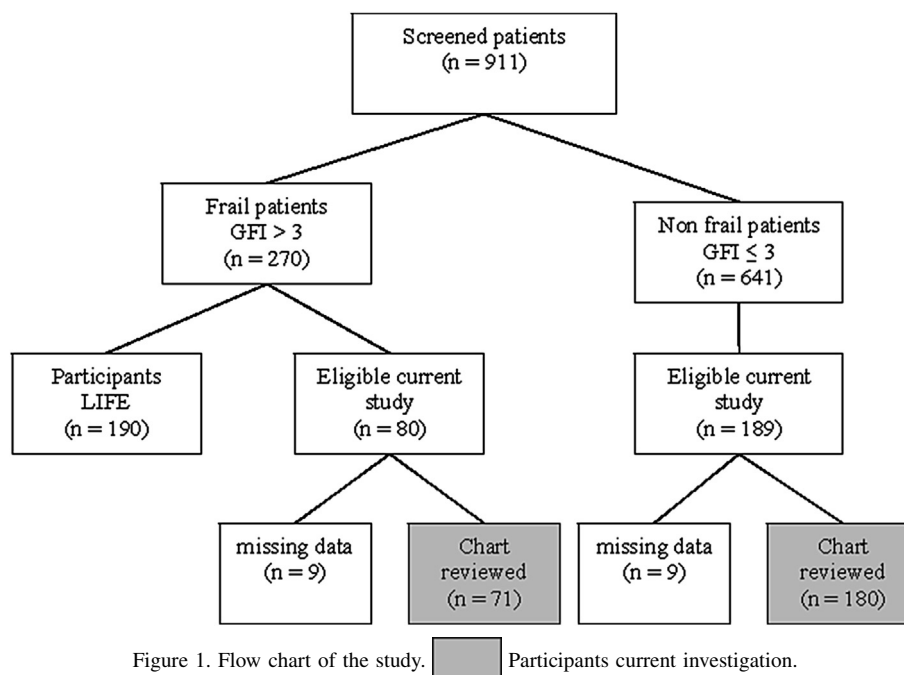 Screened patients
(n = 911)
Frail patients
GFI > 3
(n = 270)
Non frail patients
GFI ≤ 3
(n = 641)
Participants
LIFE
(n = 190)
Eligible current
study
(n = 80)
Eligible current
study
(n = 189)
missing data
(n = 9)
Chart
reviewed
(n = 71)
missing data
(n = 9)
Chart
reviewed
(n = 180)
Figure 1. Flow chart of the study. Participants current investigation.